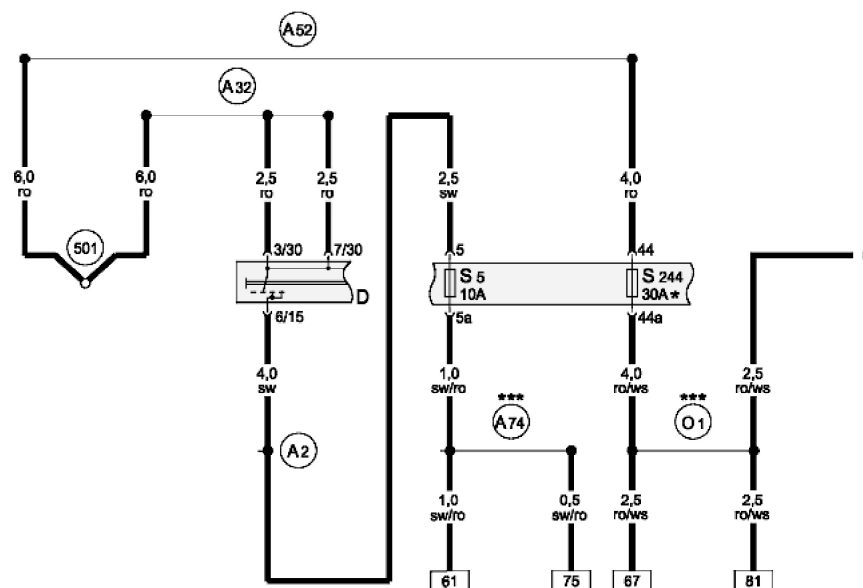 A52
A32
6,0
ro
6,0
ro
2,5
ro
2,5
ro
2,5
sw
4,0
ro
501
3/30
7/30
5
44
S 5
10A
S 244
30A*
D
6/15
5a
44a
4,0
sw
1,0
sw/ro
4,0
ro/ws
2,5
ro/ws
***
A74
***
O1
A2
1,0
sw/ro
0,5
sw/ro
2,5
ro/ws
2,5
ro/ws
61
75
67
81